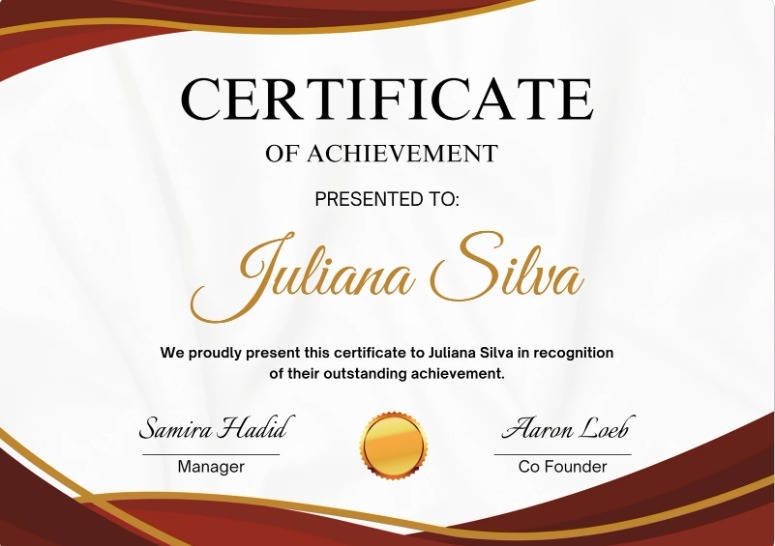 CERTIFICATE
OF ACHIEVEMENT
PRESENTED TO:
Juliana Silva
We proudly present this certificate to Juliana Silva in recognition
of their outstanding achievement.
Samira Hadid
Aaron Loeb
Manager
Co Founder